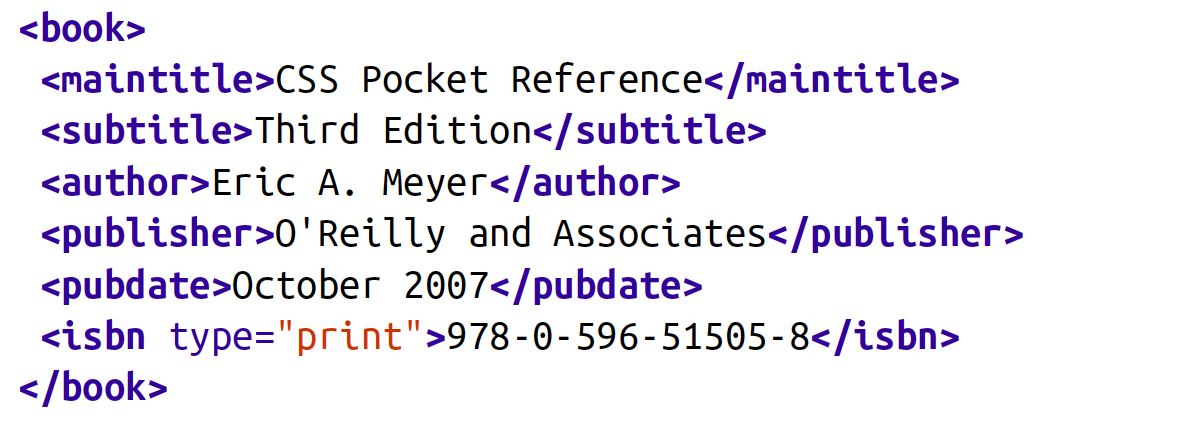 <book>
 <maintitle>CSS Pocket Reference</maintitle>
 <subtitle>Third Edition</subtitle>
 <author>Eric A. Meyer</author>
 <publisher>O'Reilly and Associates</publisher>
 <pubdate>October 2007</pubdate>
 <isbn type="print">978-0-596-51505-8</isbn>
</book>